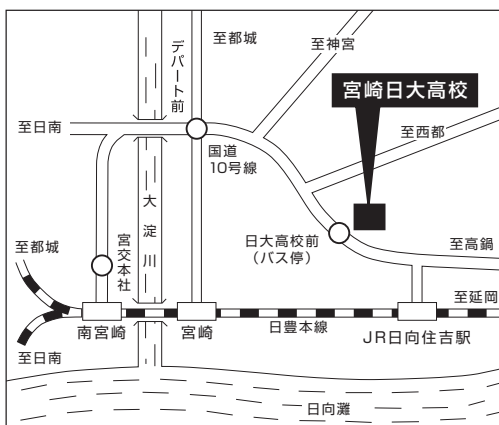 至都城
至神宮
デパート前
宮崎日大高校
至日南
至西都
国道
10号線
大淀川
至都城
宮交本社
日大高校前
(バス停)
至高鍋
至延岡
南宮崎
宮崎
日豊本線
JR日向住吉駅
至日南
日向灘